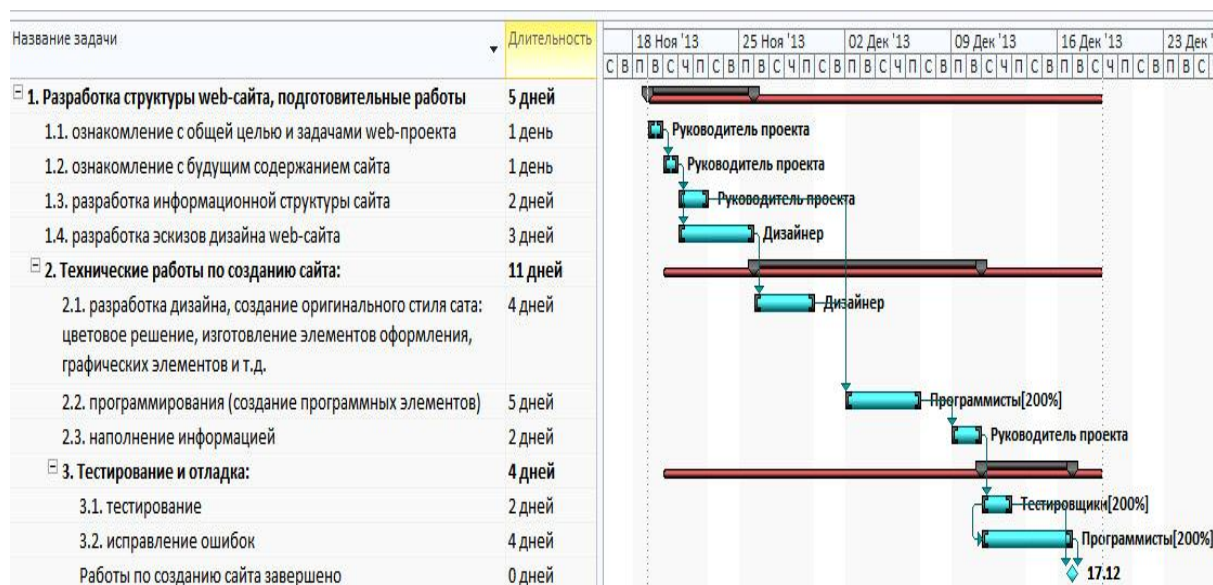 Название задачи
Длительность
18 Ноя '13 25 Ноя '13 02 Дек '13 09 Дек '13 16 Дек '13 23 Дек '
С В П В С Ч П С В П В С Ч П С В П В С Ч П С В П В С Ч П С В П В С Ч П С В П В С
1. Разработка структуры web-сайта, подготовительные работы 5 дней
1.1. ознакомление с общей целью и задачами web-проекта 1 день Руководитель проекта
1.2. ознакомление с будущим содержанием сайта 1 день Руководитель проекта
1.3. разработка информационной структуры сайта 2 дней Руководитель проекта
1.4. разработка эскизов дизайна web-сайта 3 дней Дизайнер
2. Технические работы по созданию сайта: 11 дней
2.1. разработка дизайна, создание оригинального стиля сата: 4 дней Дизайнер
цветовое решение, изготовление элементов оформления,
графических элементов и т.д.
2.2. программирования (создание программных элементов) 5 дней Программисты[200%]
2.3. наполнение информацией 2 дней Руководитель проекта
3. Тестирование и отладка: 4 дней
3.1. тестирование 2 дней Тестировщики[200%]
3.2. исправление ошибок 4 дней Программисты[200%]
Работы по созданию сайта завершено 0 дней 17.12